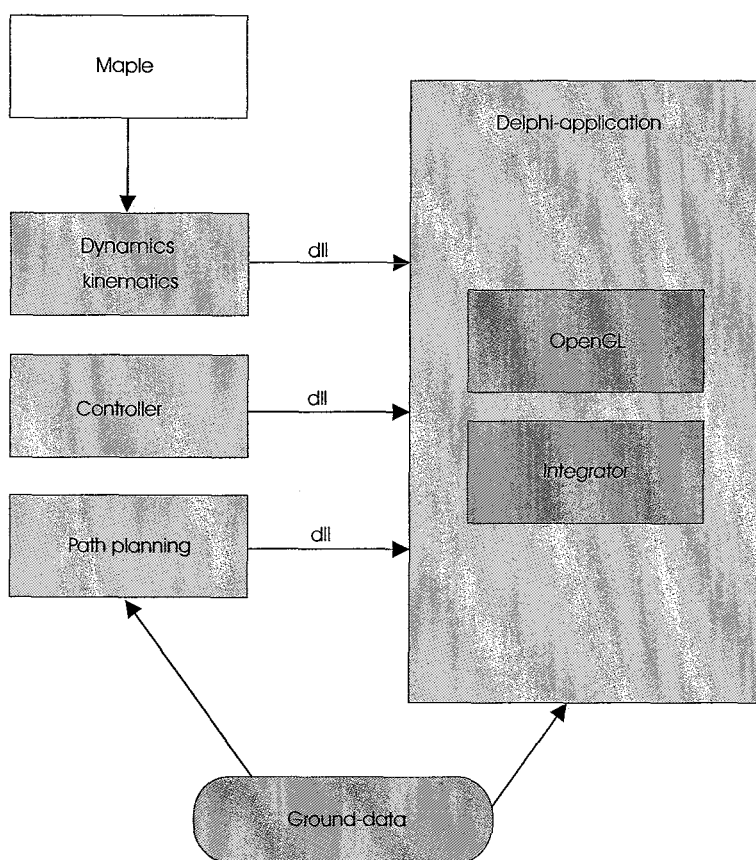 Maple
Delphi-application
Dynamics
kinematics
dll
OpenGL
Controller
dll
Integrator
Path planning
dll
Ground-data